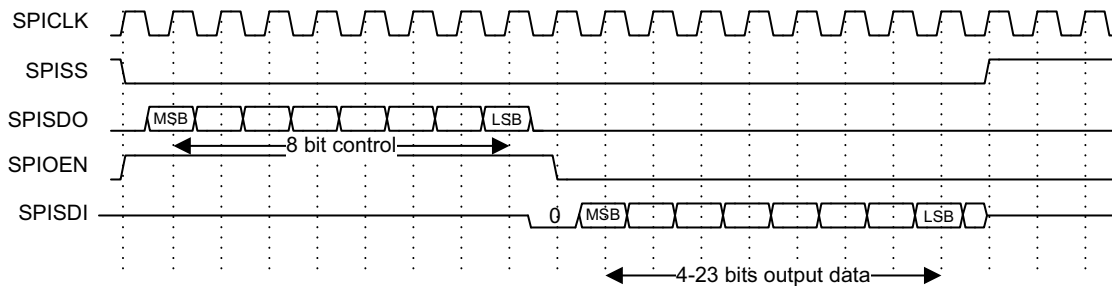 SPICLK
SPISS
SPISDO
MSB
LSB
8 bit control
SPIOEN
SPISDI
0
MSB
LSB
4-23 bits output data